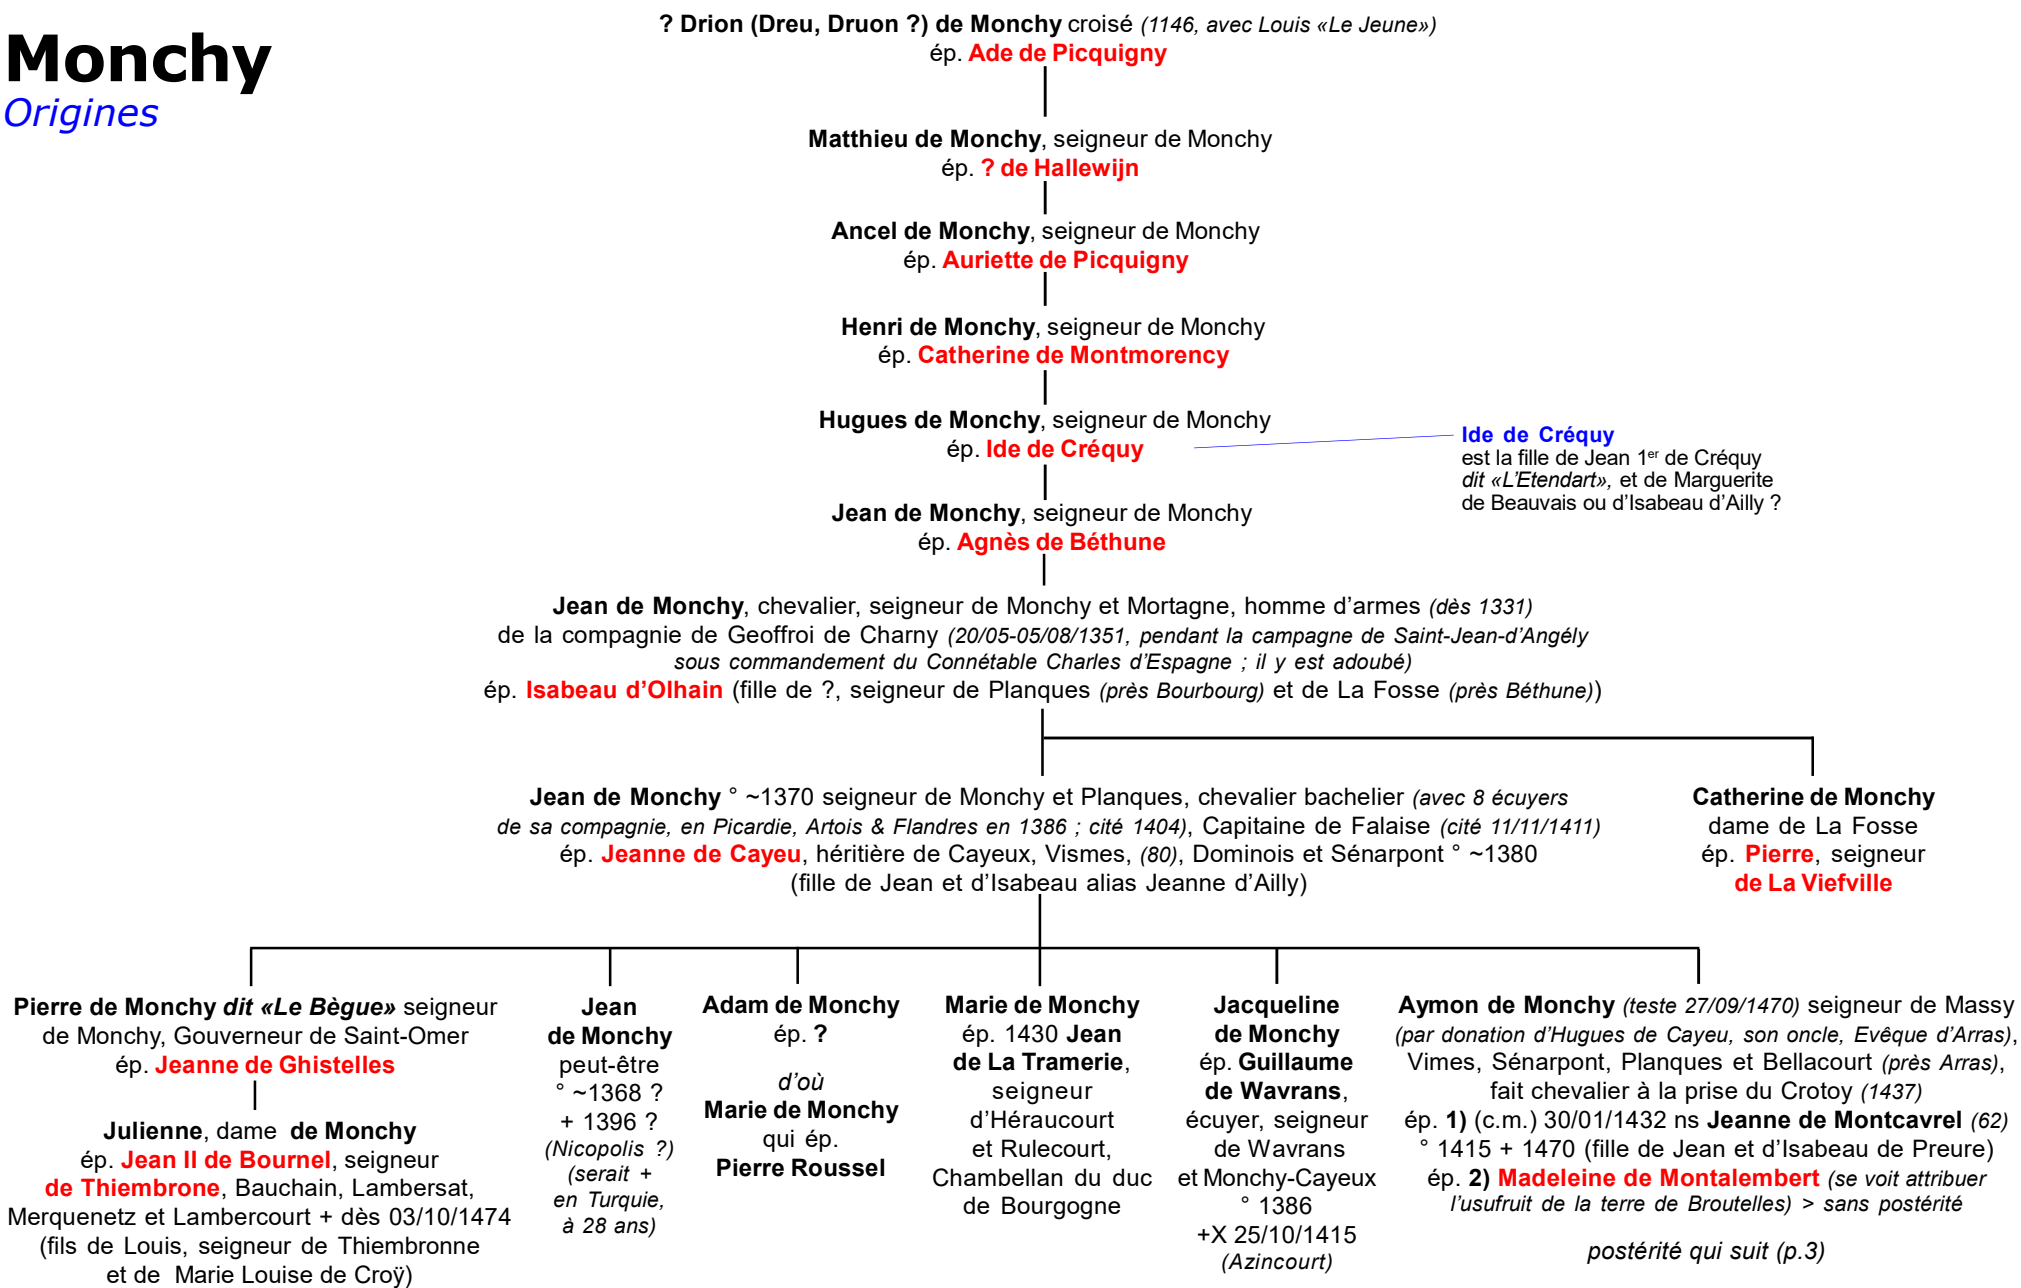 Monchy
Origines
? Drion (Dreu, Druon ?) de Monchy croisé (1146, avec Louis «Le Jeune»)
ép. Ade de Picquigny
Matthieu de Monchy, seigneur de Monchy
ép. ? de Hallewijn
Ancel de Monchy, seigneur de Monchy
ép. Auriette de Picquigny
Henri de Monchy, seigneur de Monchy
ép. Catherine de Montmorency
Hugues de Monchy, seigneur de Monchy
ép. Ide de Créquy
Ide de Créquy
est la fille de Jean 1er de Créquy
dit «L'Etendart», et de Marguerite
de Beauvais ou d'Isabeau d'Ailly ?
Jean de Monchy, seigneur de Monchy
ép. Agnès de Béthune
Jean de Monchy, chevalier, seigneur de Monchy et Mortagne, homme d'armes (dès 1331)
de la compagnie de Geoffroi de Charny (20/05-05/08/1351, pendant la campagne de Saint-Jean-d'Angély
sous commandement du Connétable Charles d'Espagne ; il y est adoubé)
ép. Isabeau d'Olhain (fille de ?, seigneur de Planques (près Bourbourg) et de La Fosse (près Béthune))
Jean de Monchy ° ~1370 seigneur de Monchy et Planques, chevalier bachelier (avec 8 écuyers
de sa compagnie, en Picardie, Artois & Flandres en 1386 ; cité 1404), Capitaine de Falaise (cité 11/11/1411)
ép. Jeanne de Cayeu, héritière de Cayeux, Vismes, (80), Dominois et Sénarpont ° ~1380
(fille de Jean et d'Isabeau alias Jeanne d'Ailly)
Catherine de Monchy
dame de La Fosse
ép. Pierre, seigneur
de La Viefville
Pierre de Monchy dit «Le Bègue» seigneur
de Monchy, Gouverneur de Saint-Omer
ép. Jeanne de Ghistelles
Julienne, dame de Monchy
ép. Jean II de Bournel, seigneur
de Thiembrone, Bauchain, Lambersat,
Merquenetz et Lambercourt + dès 03/10/1474
(fils de Louis, seigneur de Thiembronne
et de Marie Louise de Croÿ)
Jean
de Monchy
peut-être
° ~1368 ?
+ 1396 ?
(Nicopolis ?)
(serait +
en Turquie,
à 28 ans)
Adam de Monchy
ép. ?
d'où
Marie de Monchy
qui ép.
Pierre Roussel
Marie de Monchy
ép. 1430 Jean
de La Tramerie,
seigneur
d'Héraucourt
et Rulecourt,
Chambellan du duc
de Bourgogne
Jacqueline
de Monchy
ép. Guillaume
de Wavrans,
écuyer, seigneur
de Wavrans
et Monchy-Cayeux
° 1386
+X 25/10/1415
(Azincourt)
Aymon de Monchy (teste 27/09/1470) seigneur de Massy
(par donation d'Hugues de Cayeu, son oncle, Evêque d'Arras),
Vimes, Sénarpont, Planques et Bellacourt (près Arras),
fait chevalier à la prise du Crotoy (1437)
ép. 1) (c.m.) 30/01/1432 ns Jeanne de Montcavrel (62)
° 1415 + 1470 (fille de Jean et d'Isabeau de Preure)
ép. 2) Madeleine de Montalembert (se voit attribuer
l'usufruit de la terre de Broutelles) > sans postérité
postérité qui suit (p.3)